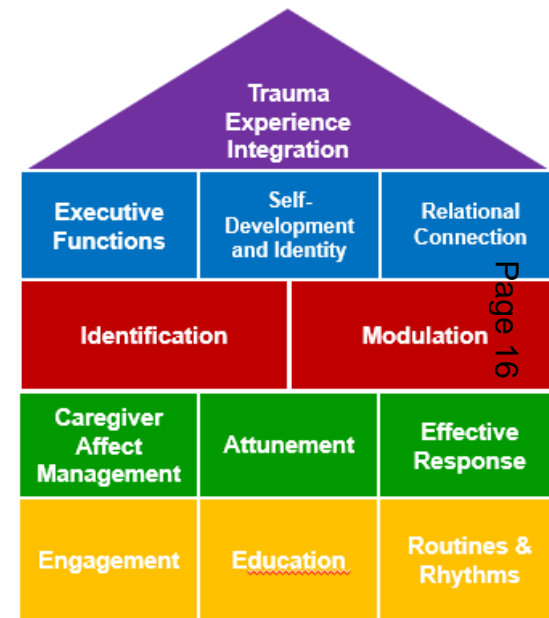 Trauma
Experience
Integration
Executive
Functions
Self-
Development
and Identity
Relational
Connection
Page 16
Identification
Modulation
Caregiver
Affect
Management
Attunement
Effective
Response
Engagement
Education
Routines &
Rhythms